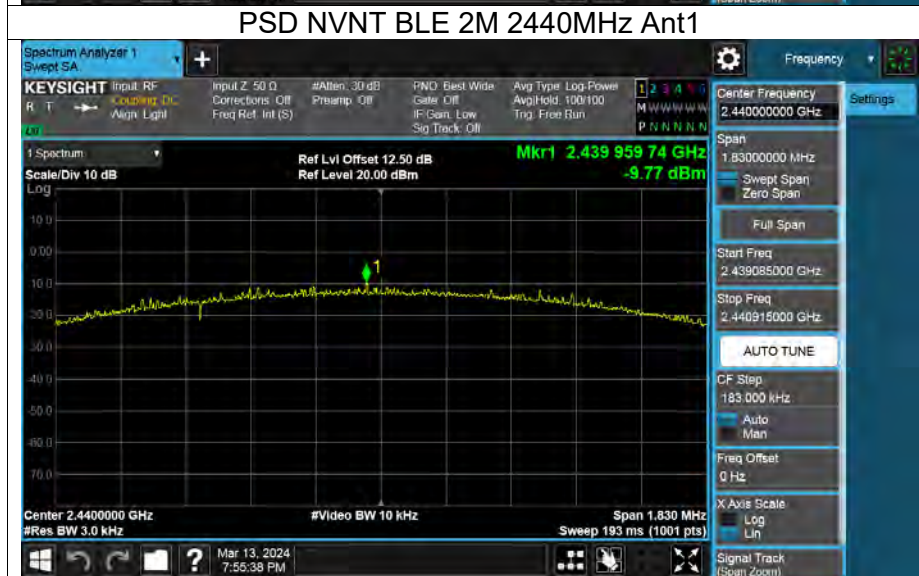 PSD NVNT BLE 2M 2440MHz Ant1
Spectrum Analyzer 1
Swept SA
+
Frequency
KEYSIGHT
R T
Input: RF
Coupling: DC
Align: Light
Input Z: 50 Ω
Corrections: Off
Freq Ref: Int (S)
#Atten: 30 dB
Preamp: Off
PNO: Best Wide
Gate: Off
IF Gain: Low
Sig Track: Off
Avg Type: Log-Power
Avg|Hold: 100/100
Trig: Free Run
1 2 3 4 5 6
M W W W W W
P N N N N N
1 Spectrum
Scale/Div 10 dB
Log
Ref Lvl Offset 12.50 dB
Ref Level 20.00 dBm
Mkr1 2.439 959 74 GHz
-9.77 dBm
10.0
0.00
-10.0
-20.0
-30.0
-40.0
-50.0
-60.0
-70.0
1
Center 2.4400000 GHz
#Res BW 3.0 kHz
#Video BW 10 kHz
Span 1.830 MHz
Sweep 193 ms (1001 pts)
?
Mar 13, 2024
7:55:38 PM
Center Frequency
2.440000000 GHz
Settings
Span
1.83000000 MHz
Swept Span
Zero Span
Full Span
Start Freq
2.439085000 GHz
Stop Freq
2.440915000 GHz
AUTO TUNE
CF Step
183.000 kHz
Auto
Man
Freq Offset
0 Hz
X Axis Scale
Log
Lin
Signal Track
(Span Zoom)